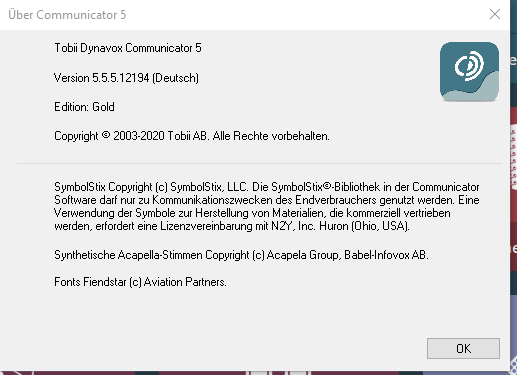 Über Communicator 5
Tobii Dynavox Communicator 5
Version 5.5.5.12194 (Deutsch)
Edition: Gold
Copyright © 2003-2020 Tobii AB. Alle Rechte vorbehalten.
SymbolStix Copyright (c) SymbolStix, LLC. Die SymbolStix©-Bibliothek in der Communicator
Software darf nur zu Kommunikationszwecken des Endverbrauchers genutzt werden. Eine
Verwendung der Symbole zur Herstellung von Materialien, die kommerziell vertrieben
werden, erfordert eine Lizenzvereinbarung mit N2Y, Inc. Huron (Ohio, USA).
Synthetische Acapella-Stimmen Copyright (c) Acapela Group, Babel-Infovox AB.
Fonts Fiendstar (c) Aviation Partners.
OK